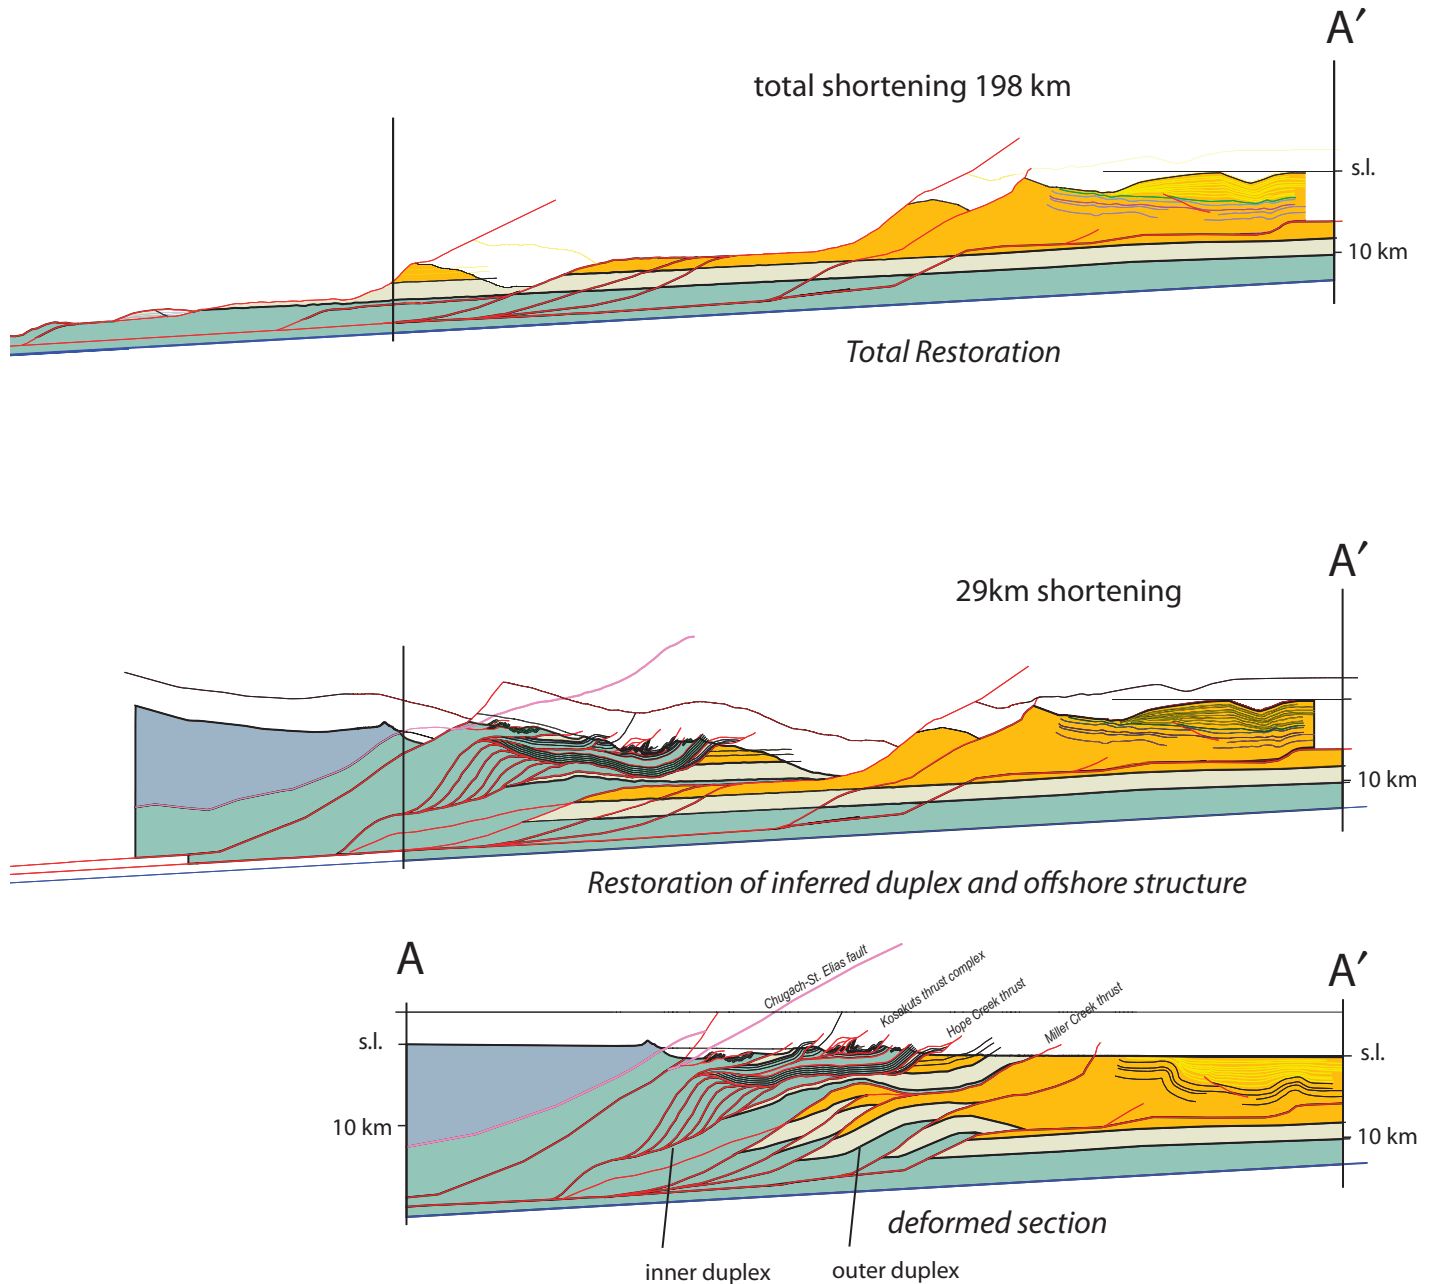 A′
total shortening 198 km
s.l.
10 km
Total Restoration
A′
29km shortening
10 km
Restoration of inferred duplex and offshore structure
A
A′
Chugach-St. Elias fault
Kosakuts thrust complex
Hope Creek thrust
Miller Creek thrust
s.l.
s.l.
10 km
10 km
deformed section
inner duplex
outer duplex